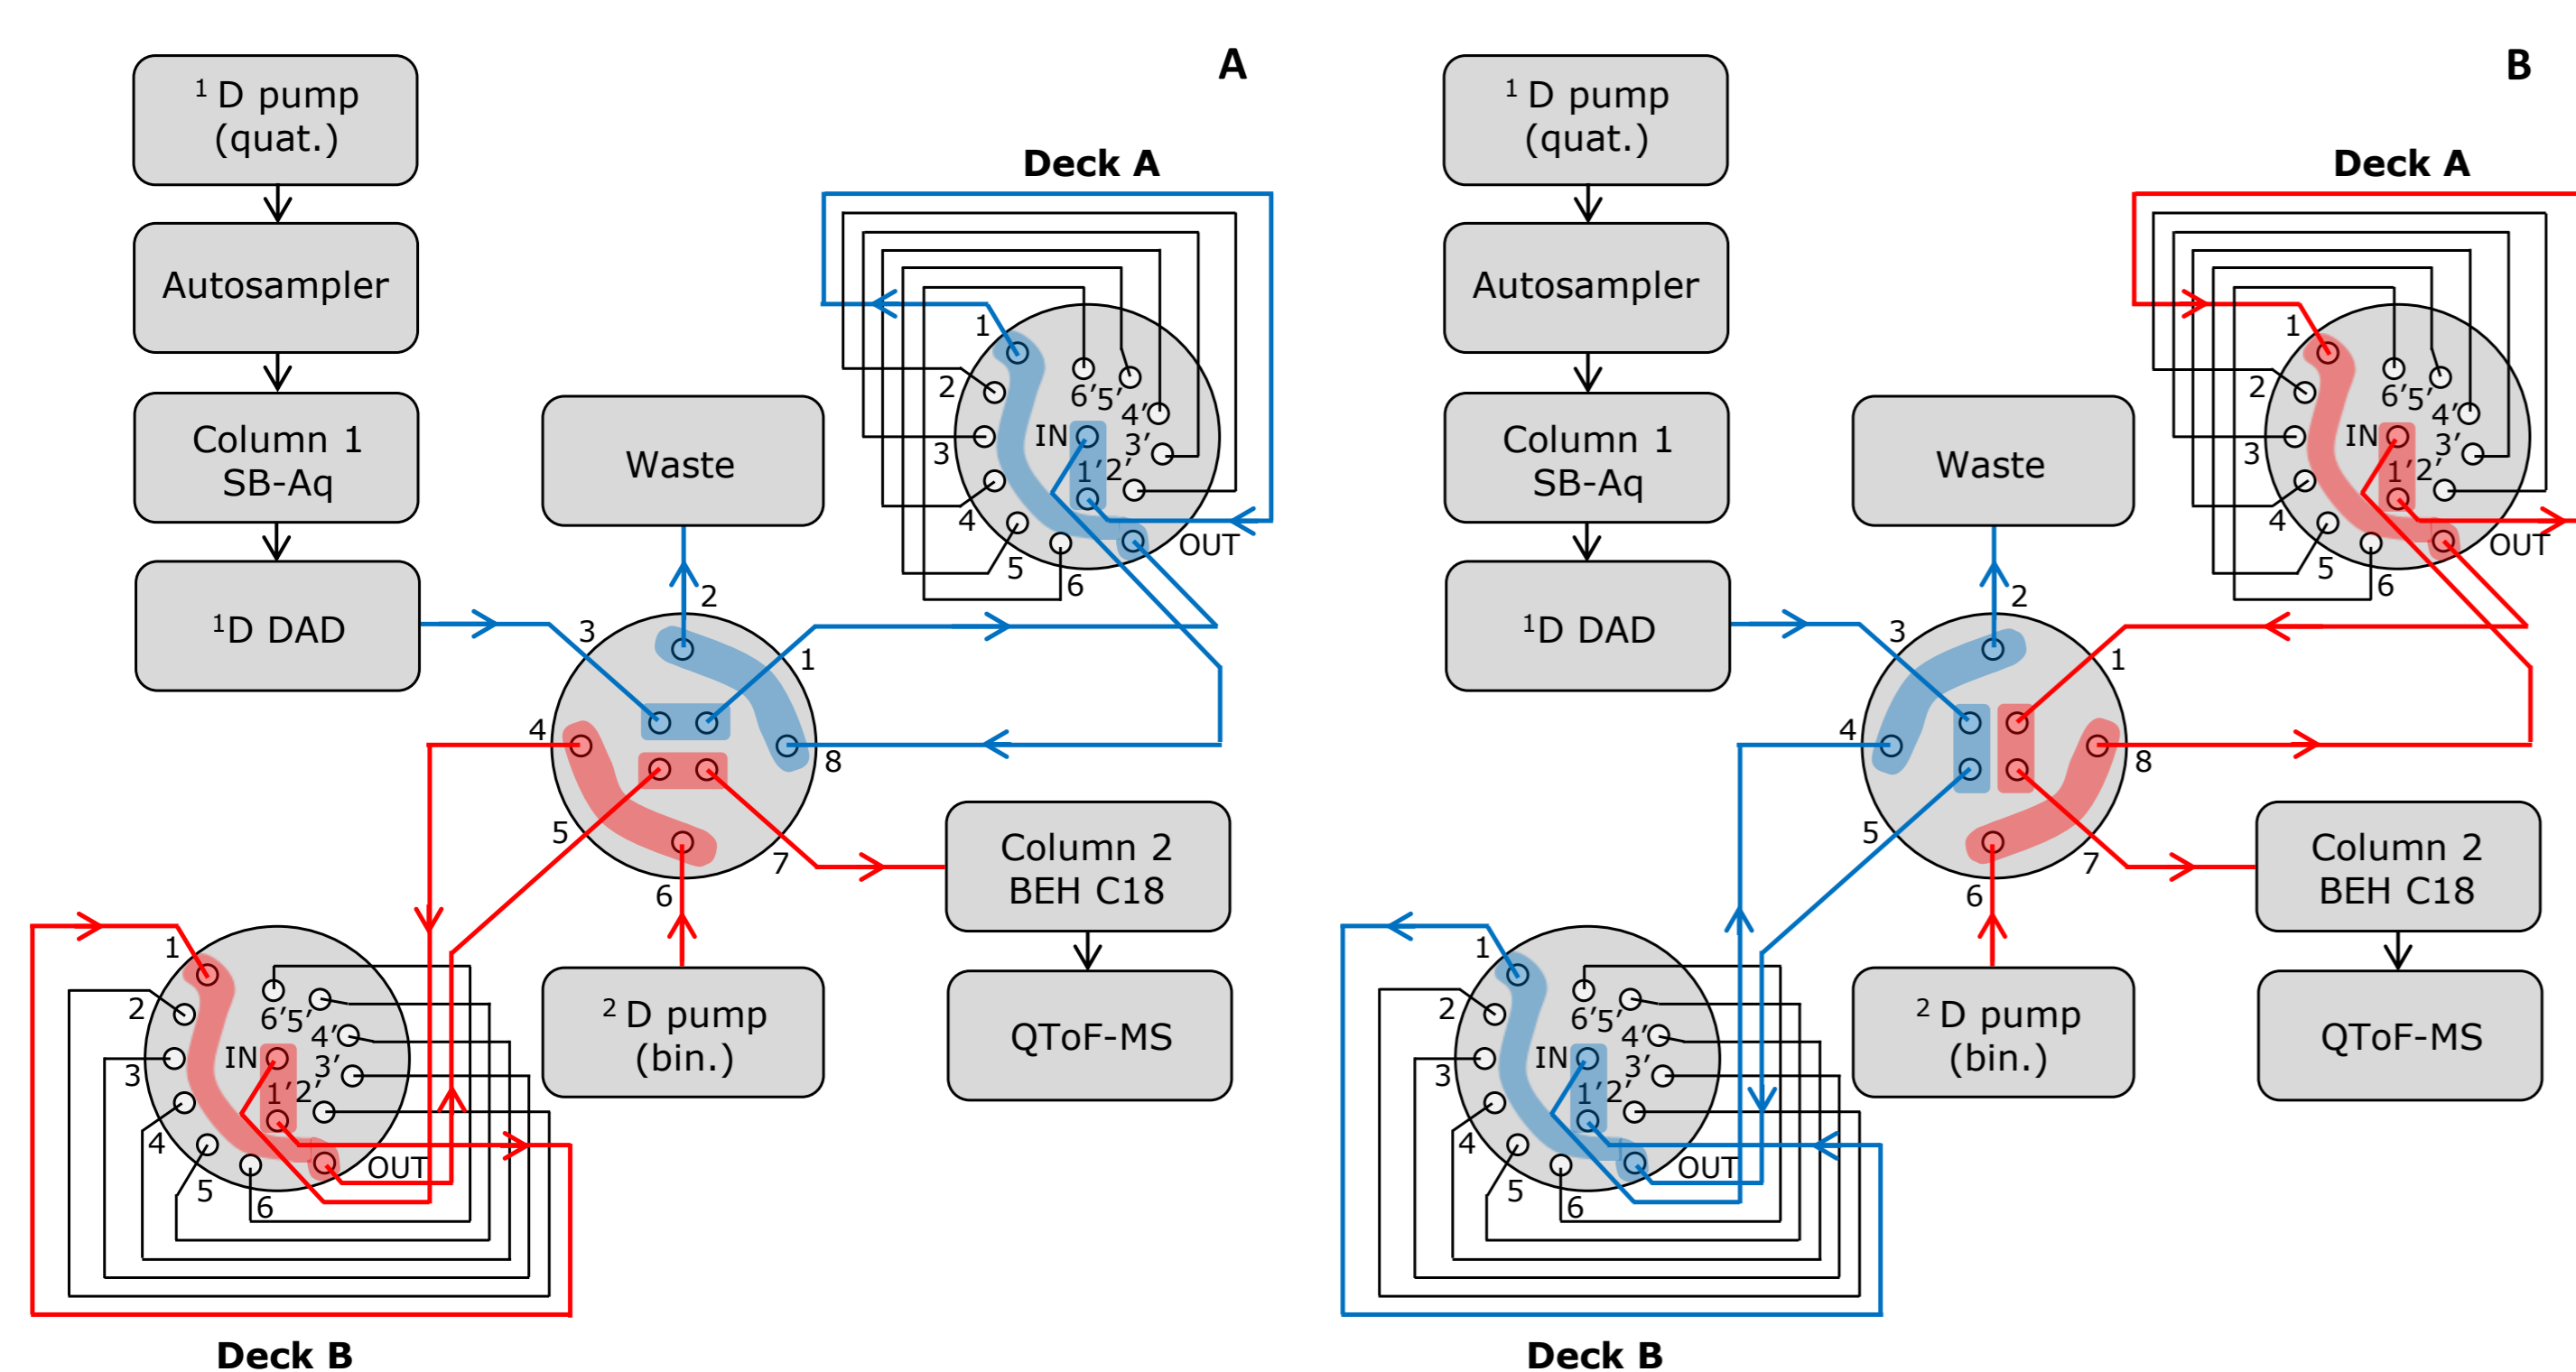 A
¹ D pump
(quat.)
Autosampler
Column 1
SB-Aq
¹D DAD
Waste
Deck A
1
2
3
4
5
6
6′
5′
4′
3′
2′
1′
IN
OUT
2
3
1
4
8
5
7
6
Column 2
BEH C18
QToF-MS
² D pump
(bin.)
1
2
3
4
5
6
6′
5′
4′
3′
2′
1′
IN
OUT
Deck B
B
¹ D pump
(quat.)
Autosampler
Column 1
SB-Aq
¹D DAD
Waste
Deck A
1
2
3
4
5
6
6′
5′
4′
3′
2′
1′
IN
OUT
2
3
1
4
8
5
7
6
Column 2
BEH C18
QToF-MS
² D pump
(bin.)
1
2
3
4
5
6
6′
5′
4′
3′
2′
1′
IN
OUT
Deck B